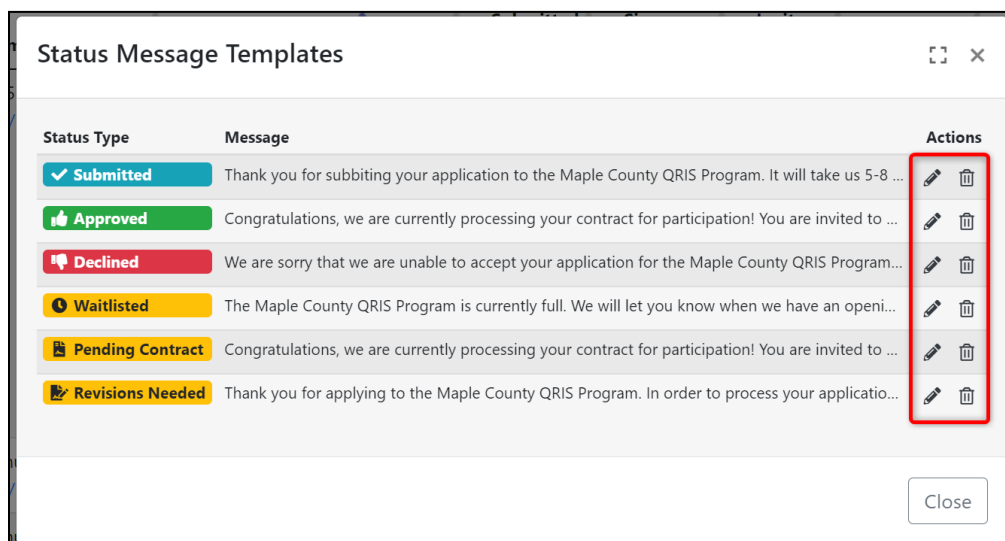 Status Message Templates
Status Type Message Actions
Submitted Thank you for subbiting your application to the Maple County QRIS Program. It will take us 5-8 ...
Approved Congratulations, we are currently processing your contract for participation! You are invited to ...
Declined We are sorry that we are unable to accept your application for the Maple County QRIS Program...
Waitlisted The Maple County QRIS Program is currently full. We will let you know when we have an openi...
Pending Contract Congratulations, we are currently processing your contract for participation! You are invited to ...
Revisions Needed Thank you for applying to the Maple County QRIS Program. In order to process your applicatio...
Close